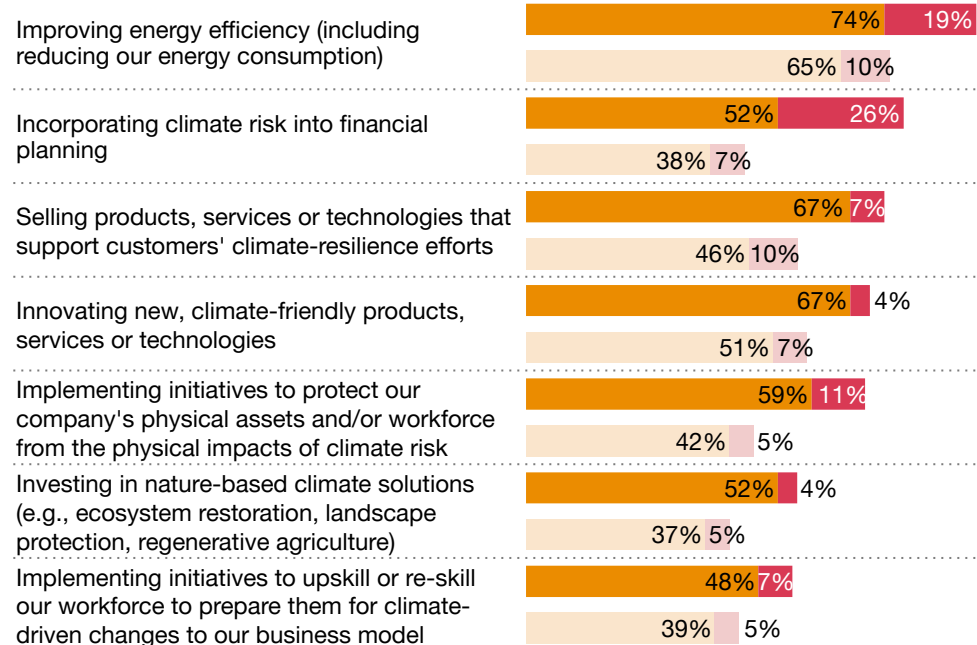 Improving energy efficiency (including
reducing our energy consumption)
74% 19%
65% 10%
Incorporating climate risk into financial
planning
52% 26%
38% 7%
Selling products, services or technologies that
support customers' climate-resilience efforts
67% 7%
46% 10%
Innovating new, climate-friendly products,
services or technologies
67% 4%
51% 7%
Implementing initiatives to protect our
company's physical assets and/or workforce
from the physical impacts of climate risk
59% 11%
42% 5%
Investing in nature-based climate solutions
(e.g., ecosystem restoration, landscape
protection, regenerative agriculture)
52% 4%
37% 5%
Implementing initiatives to upskill or re-skill
our workforce to prepare them for climate-
driven changes to our business model
48% 7%
39% 5%